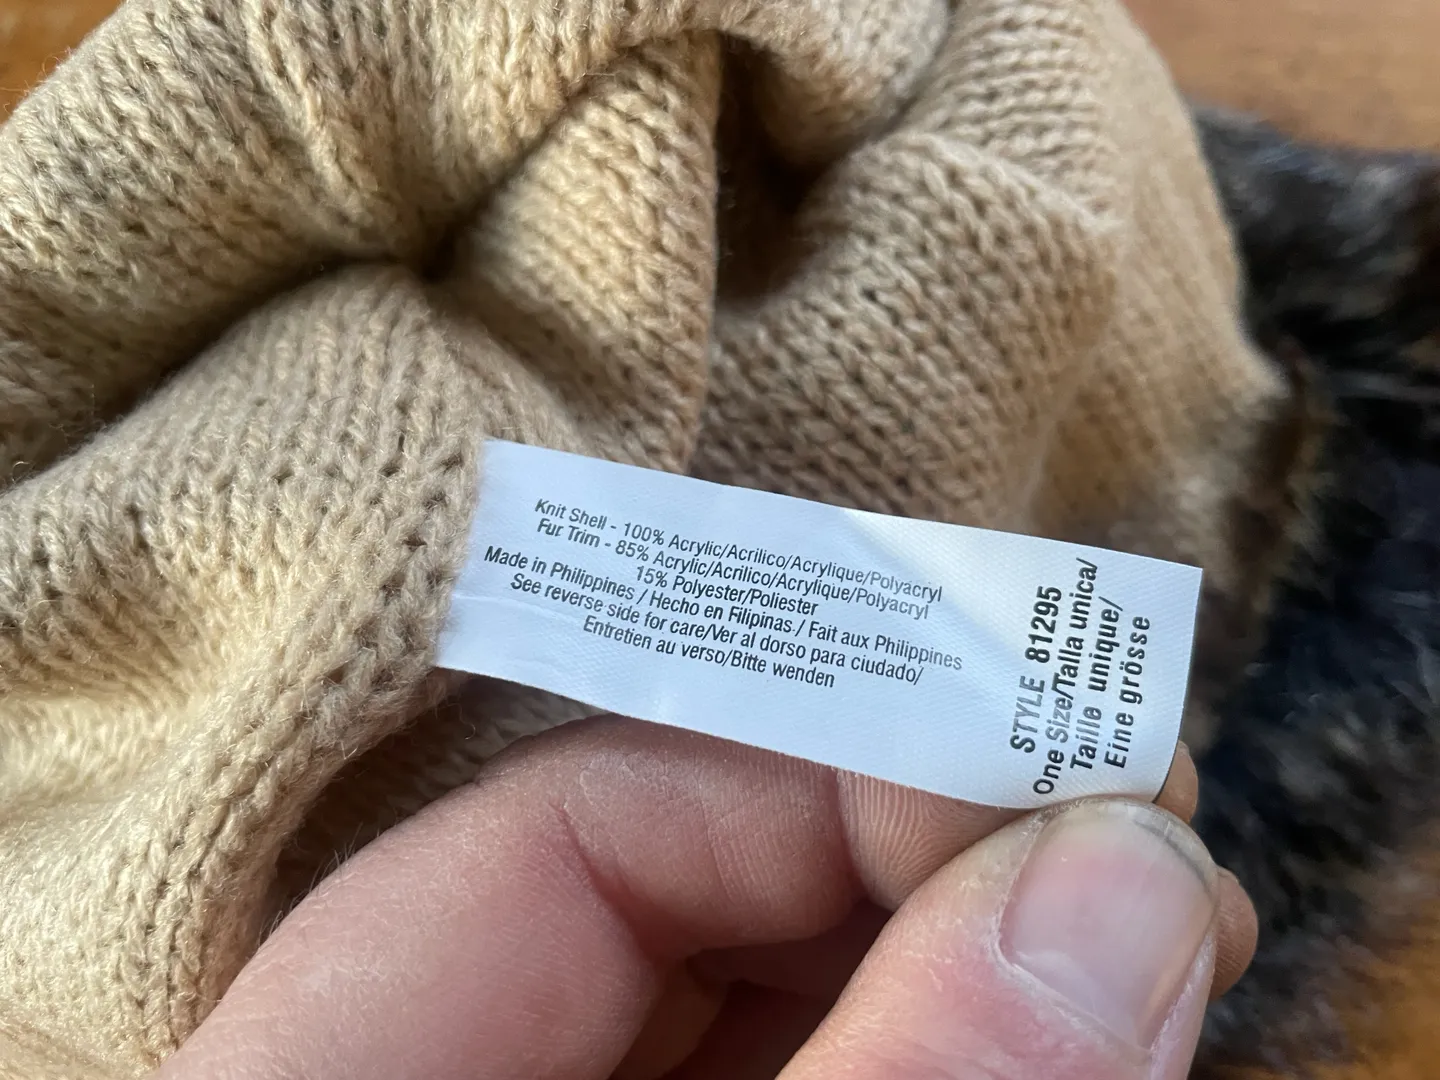 Knit Shell - 100% Acrylic/Acrilico/Acrylique/Polyacryl
Fur Trim - 85% Acrylic/Acrilico/Acrylique/Polyacryl
15% Polyester/Poliester
Made in Philippines / Hecho en Filipinas / Fait aux Philippines
See reverse side for care/Ver al dorso para ciudado/
Entretien au verso/Bitte wenden
STYLE 81295
One Size/Talla unica/
Taille unique/
Eine grösse